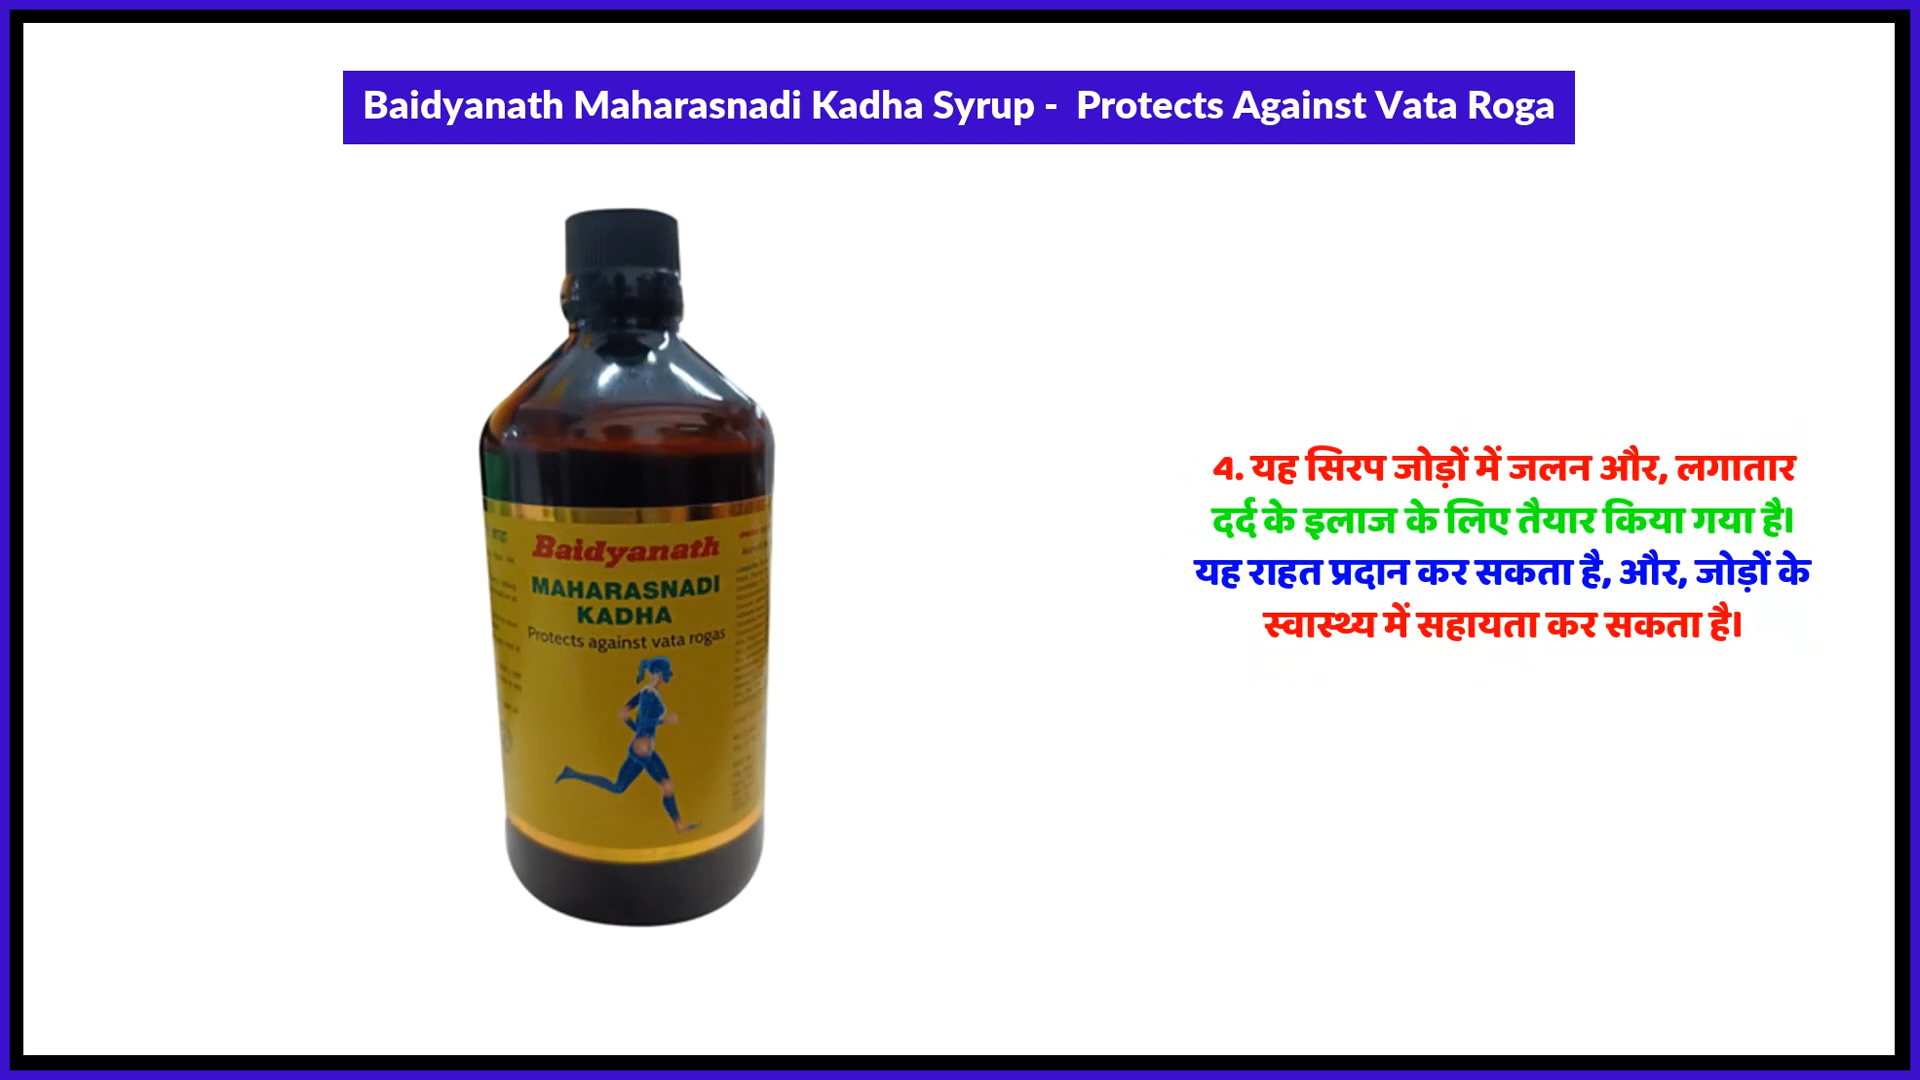 Baidyanath Maharasnadi Kadha Syrup - Protects Against Vata Roga
Baidyanath
MAHARASNADI
KADHA
Protects against vata rogas
4. यह सिरप जोड़ों में जलन और, लगातार
दर्द के इलाज के लिए तैयार किया गया है।
यह राहत प्रदान कर सकता है, और, जोड़ों के
स्वास्थ्य में सहायता कर सकता है।